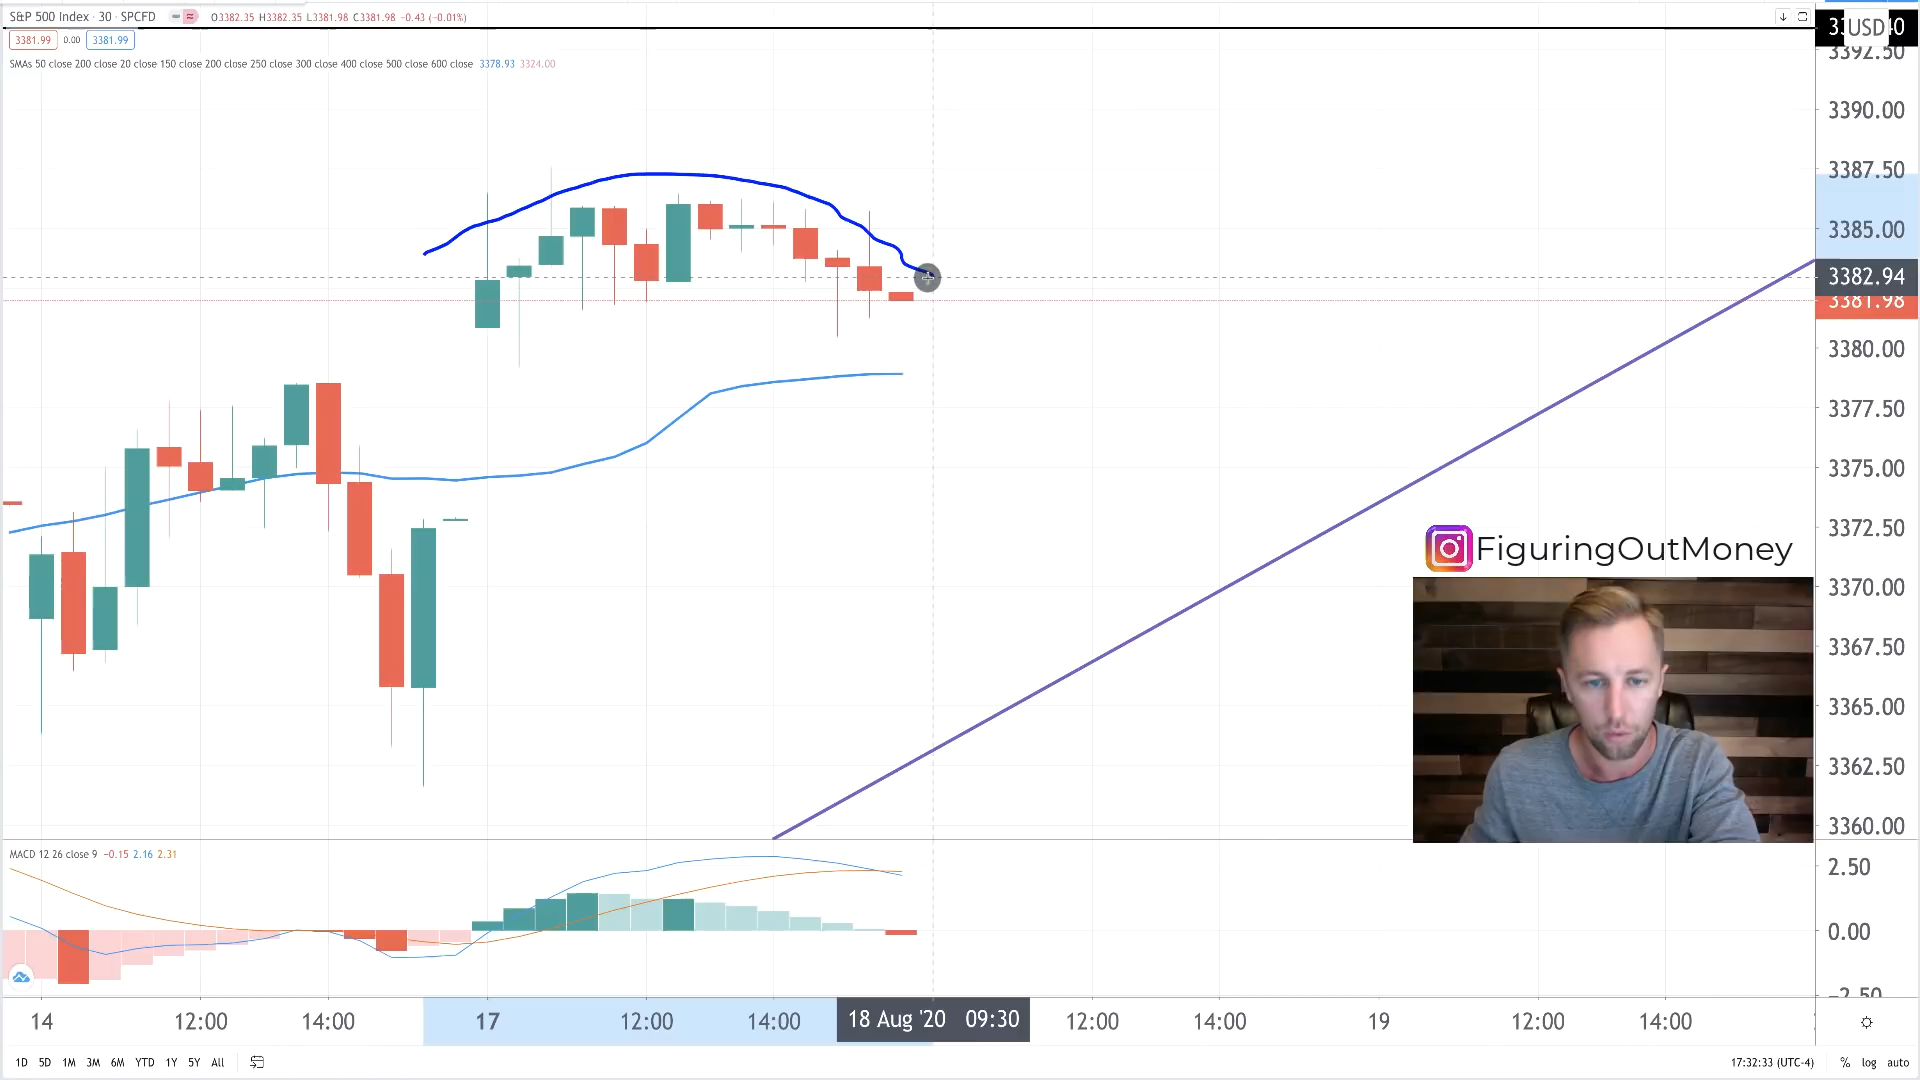 S&P 500 Index · 30 · SPCFD O3382.35 H3382.35 L3381.98 C3381.98 −0.43 (−0.01%)
3381.99 0.00 3381.99
SMAs 50 close 200 close 20 close 150 close 200 close 250 close 300 close 400 close 500 close 600 close 3378.93 3324.00
USD
3392.50
3390.00
3387.50
3385.00
3382.94
3381.98
3380.00
3377.50
3375.00
3372.50
3370.00
3367.50
3365.00
3362.50
3360.00
FiguringOutMoney
MACD 12 26 close 9 −0.15 2.16 2.31
2.50
0.00
−2.50
14 12:00 14:00 17 12:00 14:00 18 Aug '20 09:30 12:00 14:00 19 12:00 14:00
1D 5D 1M 3M 6M YTD 1Y 5Y All 17:32:33 (UTC-4) % log auto